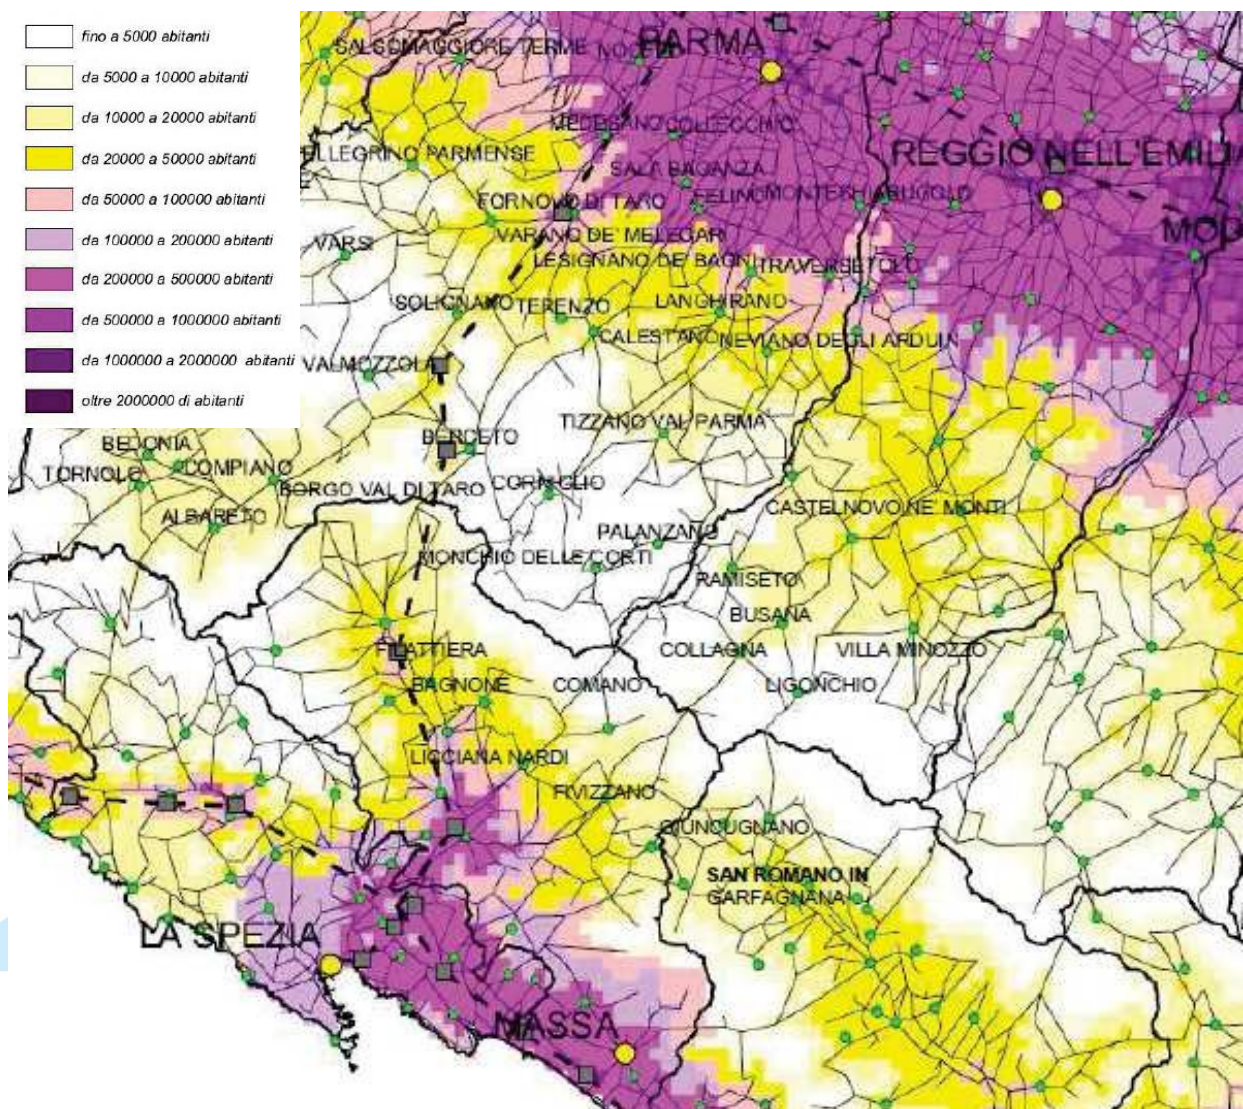 fino a 5000 abitanti
da 5000 a 10000 abitanti
da 10000 a 20000 abitanti
da 20000 a 50000 abitanti
da 50000 a 100000 abitanti
da 100000 a 200000 abitanti
da 200000 a 500000 abitanti
da 500000 a 1000000 abitanti
da 1000000 a 2000000 abitanti
oltre 2000000 di abitanti
PARMA
SALSOMAGGIORE TERME
MEDESANO
COLLECCHIO
REGGIO NELL'EMILIA
ELLEGRINO PARMENSE
SALA BAGANZA
FORNOVO DI TARO
FELINO
MONTECHIARUGOLO
VARSI
VARANO DE' MELEGARI
MOD
LESIGNANO DE' BAGNI
TRAVERSETOLO
SOLIGNANO
TERENZO
LANGHIRANO
CALESTANO
NEVIANO DEGLI ARDUIN
VALMOZZOLA
TIZZANO VAL PARMA
BERCETO
BEDONIA
TORNOLO
COMPIANO
BORGO VAL DI TARO
CORNIGLIO
ALBARETO
CASTELNOVO NE' MONTI
PALANZANO
MONCHIO DELLE CORTI
RAMISETO
BUSANA
FILATTIERA
COLLAGNA
VILLA MINOZZO
BAGNONE
COMANO
LIGONCHIO
LICCIANA NARDI
FIVIZZANO
GIUNCUGNANO
SAN ROMANO IN
GARFAGNANA
LA SPEZIA
MASSA